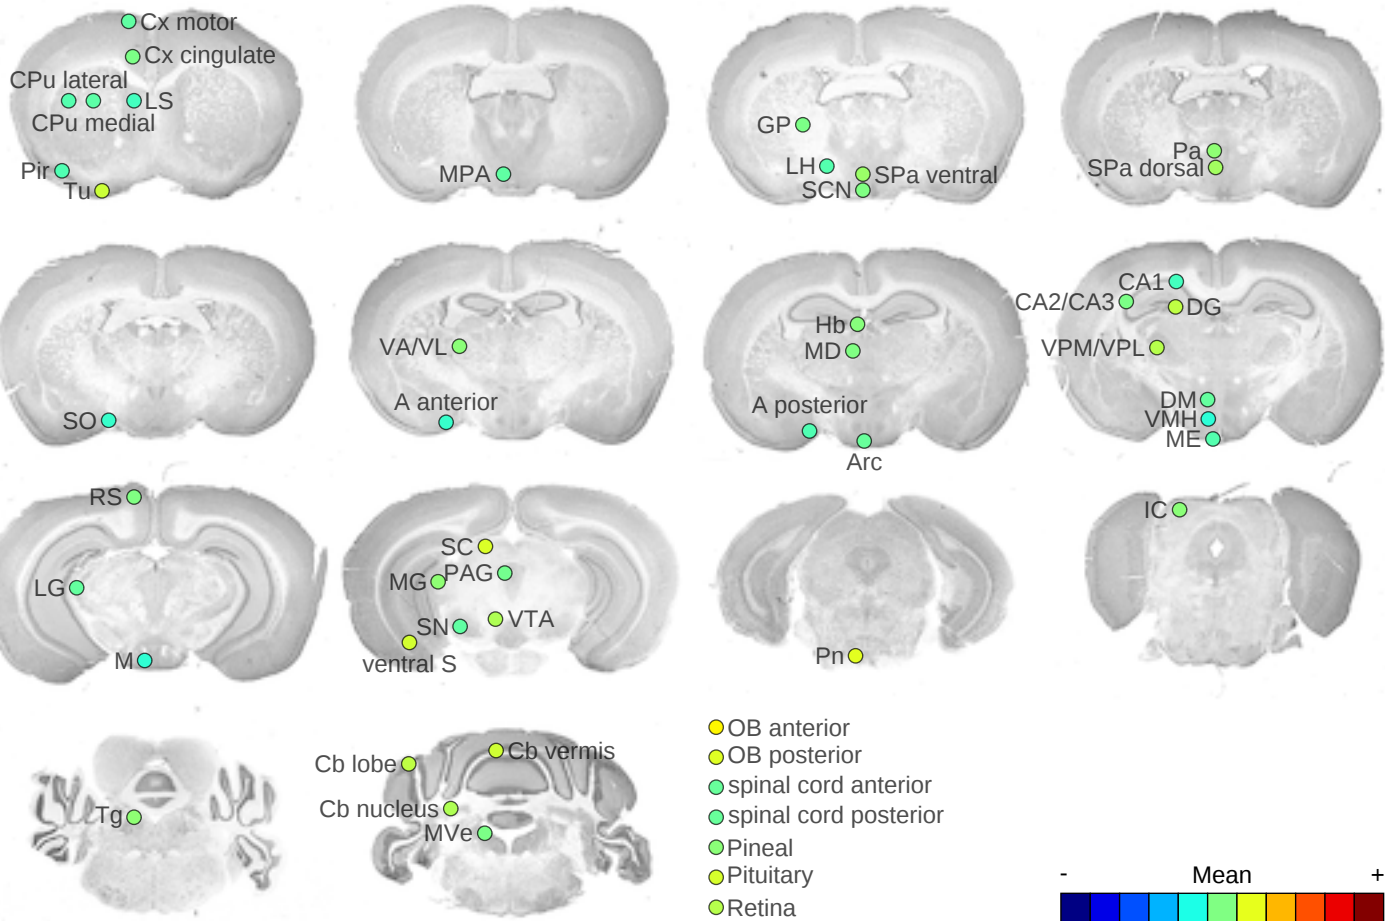 Cx motor
Cx cingulate
CPu lateral
LS
CPu medial
Pir
Tu
MPA
GP
LH
SPa ventral
SCN
Pa
SPa dorsal
SO
VA/VL
A anterior
Hb
MD
A posterior
Arc
CA1
CA2/CA3
DG
VPM/VPL
DM
VMH
ME
RS
LG
M
SC
PAG
MG
VTA
SN
ventral S
Pn
IC
Tg
Cb vermis
Cb lobe
Cb nucleus
MVe
OB anterior
OB posterior
spinal cord anterior
spinal cord posterior
Pineal
Pituitary
Retina
- Mean +